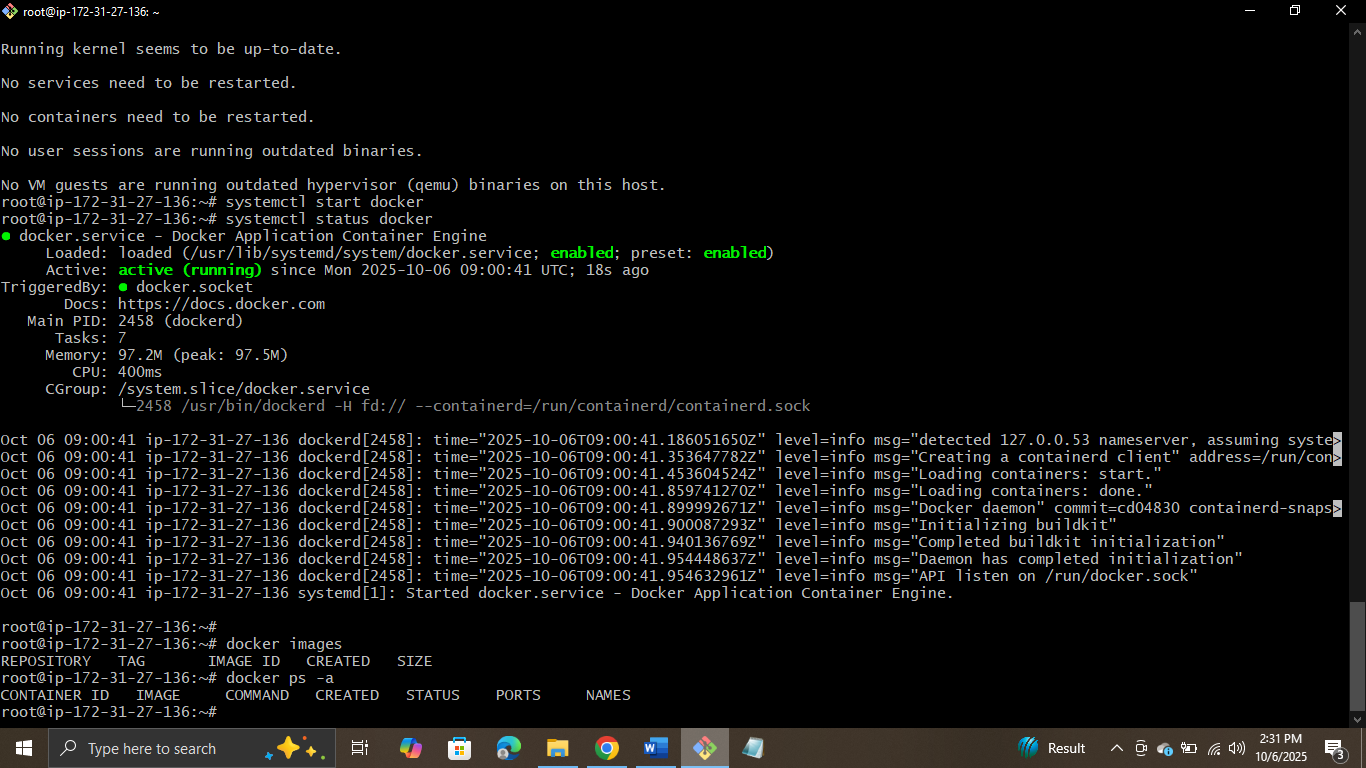 root@ip-172-31-27-136: ~
Running kernel seems to be up-to-date.
No services need to be restarted.
No containers need to be restarted.
No user sessions are running outdated binaries.
No VM guests are running outdated hypervisor (qemu) binaries on this host.
root@ip-172-31-27-136:~# systemctl start docker
root@ip-172-31-27-136:~# systemctl status docker
● docker.service - Docker Application Container Engine
Loaded: loaded (/usr/lib/systemd/system/docker.service; enabled; preset: enabled)
Active: active (running) since Mon 2025-10-06 09:00:41 UTC; 18s ago
TriggeredBy: ● docker.socket
Docs: https://docs.docker.com
Main PID: 2458 (dockerd)
Tasks: 7
Memory: 97.2M (peak: 97.5M)
CPU: 400ms
CGroup: /system.slice/docker.service
└─2458 /usr/bin/dockerd -H fd:// --containerd=/run/containerd/containerd.sock
Oct 06 09:00:41 ip-172-31-27-136 dockerd[2458]: time="2025-10-06T09:00:41.186051650Z" level=info msg="detected 127.0.0.53 nameserver, assuming syste>
Oct 06 09:00:41 ip-172-31-27-136 dockerd[2458]: time="2025-10-06T09:00:41.353647782Z" level=info msg="Creating a containerd client" address=/run/con>
Oct 06 09:00:41 ip-172-31-27-136 dockerd[2458]: time="2025-10-06T09:00:41.453604524Z" level=info msg="Loading containers: start."
Oct 06 09:00:41 ip-172-31-27-136 dockerd[2458]: time="2025-10-06T09:00:41.859741270Z" level=info msg="Loading containers: done."
Oct 06 09:00:41 ip-172-31-27-136 dockerd[2458]: time="2025-10-06T09:00:41.899992671Z" level=info msg="Docker daemon" commit=cd04830 containerd-snaps>
Oct 06 09:00:41 ip-172-31-27-136 dockerd[2458]: time="2025-10-06T09:00:41.900087293Z" level=info msg="Initializing buildkit"
Oct 06 09:00:41 ip-172-31-27-136 dockerd[2458]: time="2025-10-06T09:00:41.940136769Z" level=info msg="Completed buildkit initialization"
Oct 06 09:00:41 ip-172-31-27-136 dockerd[2458]: time="2025-10-06T09:00:41.954448637Z" level=info msg="Daemon has completed initialization"
Oct 06 09:00:41 ip-172-31-27-136 dockerd[2458]: time="2025-10-06T09:00:41.954632961Z" level=info msg="API listen on /run/docker.sock"
Oct 06 09:00:41 ip-172-31-27-136 systemd[1]: Started docker.service - Docker Application Container Engine.
root@ip-172-31-27-136:~#
root@ip-172-31-27-136:~# docker images
REPOSITORY TAG IMAGE ID CREATED SIZE
root@ip-172-31-27-136:~# docker ps -a
CONTAINER ID IMAGE COMMAND CREATED STATUS PORTS NAMES
root@ip-172-31-27-136:~#
Type here to search
Result
2:31 PM
10/6/2025
3